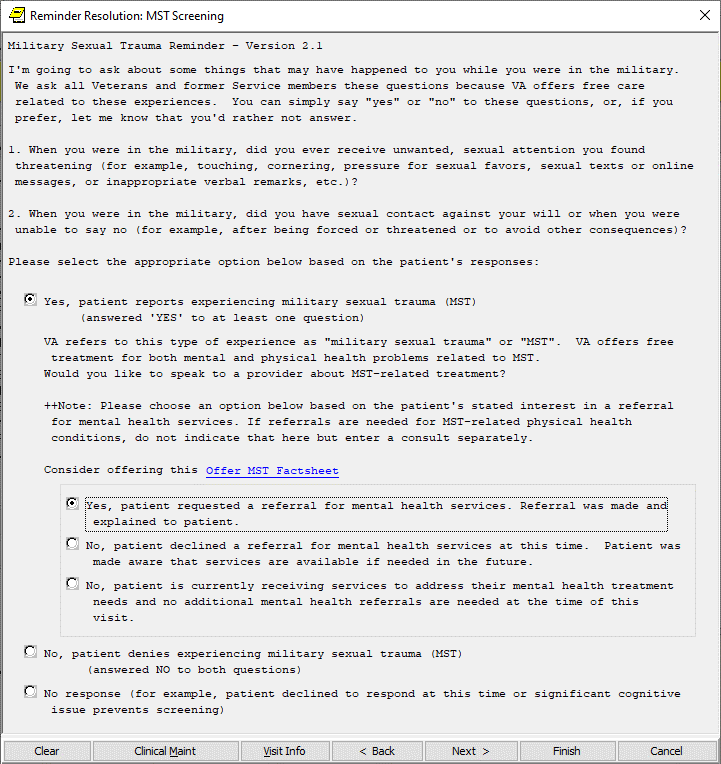 Reminder Resolution: MST Screening
Military Sexual Trauma Reminder - Version 2.1
I'm going to ask about some things that may have happened to you while you were in the military.
We ask all Veterans and former Service members these questions because VA offers free care
related to these experiences. You can simply say "yes" or "no" to these questions, or, if you
prefer, let me know that you'd rather not answer.
1. When you were in the military, did you ever receive unwanted, sexual attention you found
threatening (for example, touching, cornering, pressure for sexual favors, sexual texts or online
messages, or inappropriate verbal remarks, etc.)?
2. When you were in the military, did you have sexual contact against your will or when you were
unable to say no (for example, after being forced or threatened or to avoid other consequences)?
Please select the appropriate option below based on the patient's responses:
Yes, patient reports experiencing military sexual trauma (MST)
(answered 'YES' to at least one question)
VA refers to this type of experience as "military sexual trauma" or "MST". VA offers free
treatment for both mental and physical health problems related to MST.
Would you like to speak to a provider about MST-related treatment?
++Note: Please choose an option below based on the patient's stated interest in a referral
for mental health services. If referrals are needed for MST-related physical health
conditions, do not indicate that here but enter a consult separately.
Consider offering this Offer MST Factsheet
Yes, patient requested a referral for mental health services. Referral was made and
explained to patient.
No, patient declined a referral for mental health services at this time. Patient was
made aware that services are available if needed in the future.
No, patient is currently receiving services to address their mental health treatment
needs and no additional mental health referrals are needed at the time of this
visit.
No, patient denies experiencing military sexual trauma (MST)
(answered NO to both questions)
No response (for example, patient declined to respond at this time or significant cognitive
issue prevents screening)
Clear Clinical Maint Visit Info < Back Next > Finish Cancel